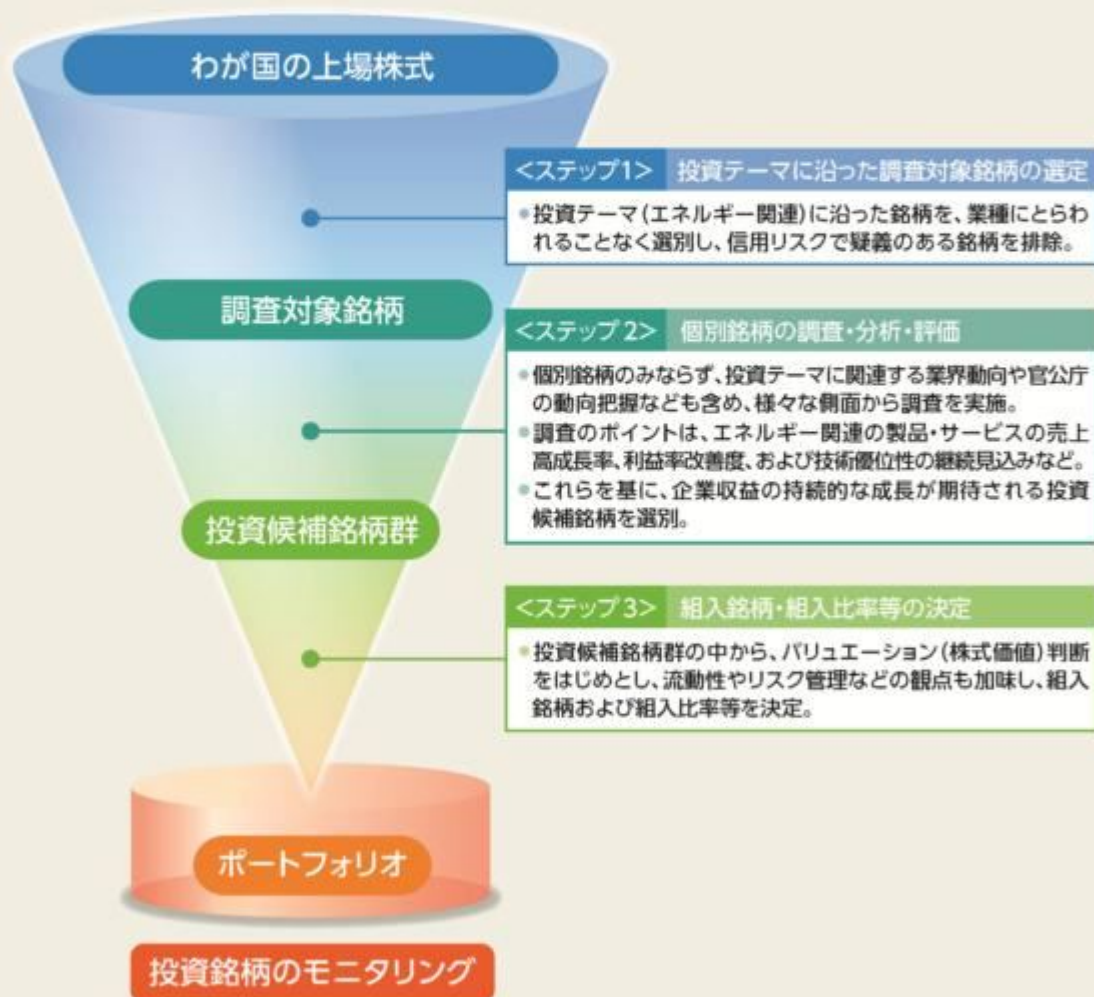 わが国の上場株式
<ステップ1> 投資テーマに沿った調査対象銘柄の選定
•投資テーマ(エネルギー関連)に沿った銘柄を、業種にとらわ
れることなく選別し、信用リスクで疑義のある銘柄を排除。
調査対象銘柄
<ステップ2> 個別銘柄の調査・分析・評価
•個別銘柄のみならず、投資テーマに関連する業界動向や官公庁
の動向把握なども含め、様々な側面から調査を実施。
•調査のポイントは、エネルギー関連の製品・サービスの売上
高成長率、利益率改善度、および技術優位性の継続見込みなど。
•これらを基に、企業収益の持続的な成長が期待される投資
候補銘柄を選別。
投資候補銘柄群
<ステップ3> 組入銘柄・組入比率等の決定
•投資候補銘柄群の中から、バリュエーション(株式価値)判断
をはじめとし、流動性やリスク管理などの観点も加味し、組入
銘柄および組入比率等を決定。
ポートフォリオ
投資銘柄のモニタリング